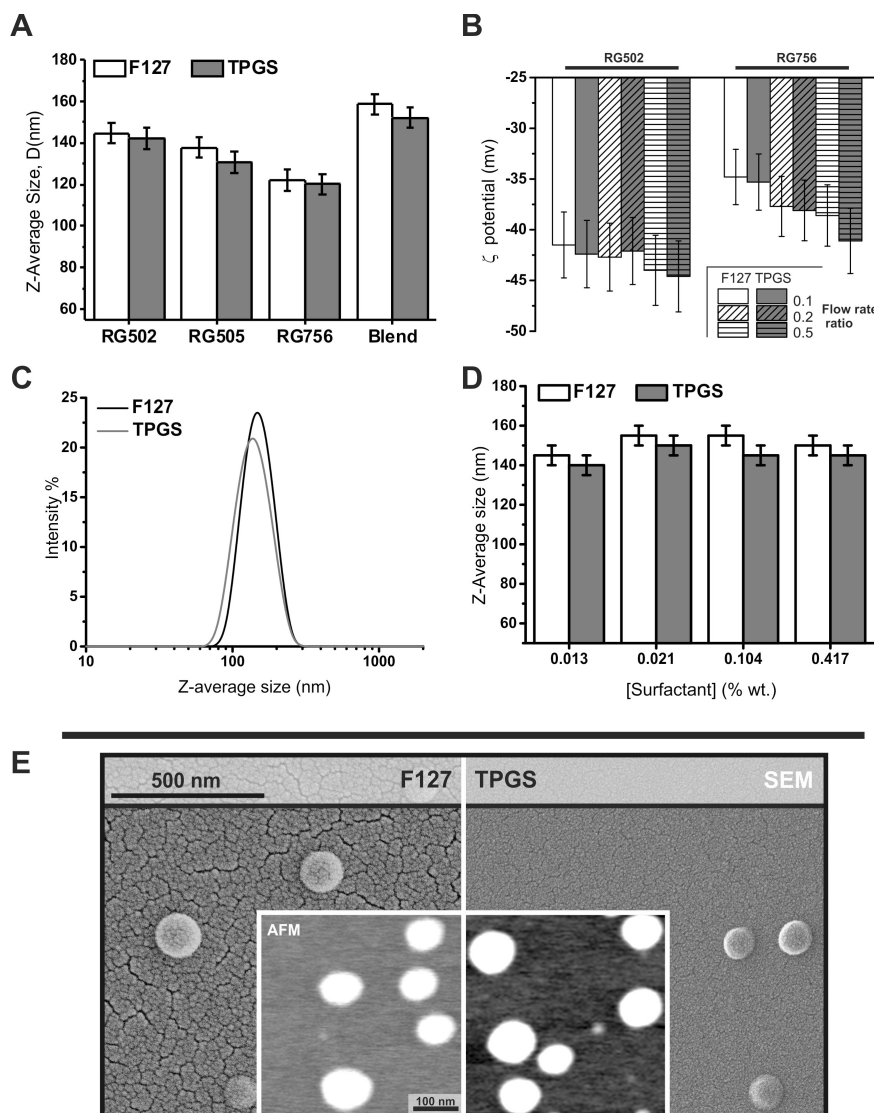 A
180
160
140
120
100
80
60
Z-Average Size, D(nm)
F127 TPGS
RG502 RG505 RG756 Blend
B
RG502 RG756
-25
-30
-35
-40
-45
-50
ζ potential (mv)
F127 TPGS
0.1
0.2
0.5
Flow rate
ratio
C
25
20
15
10
5
0
Intensity %
F127
TPGS
10 100 1000
Z-average size (nm)
D
180
160
140
120
100
80
60
Z-Average size (nm)
F127 TPGS
0.013 0.021 0.104 0.417
[Surfactant] (% wt.)
E
500 nm F127 TPGS SEM
AFM
100 nm